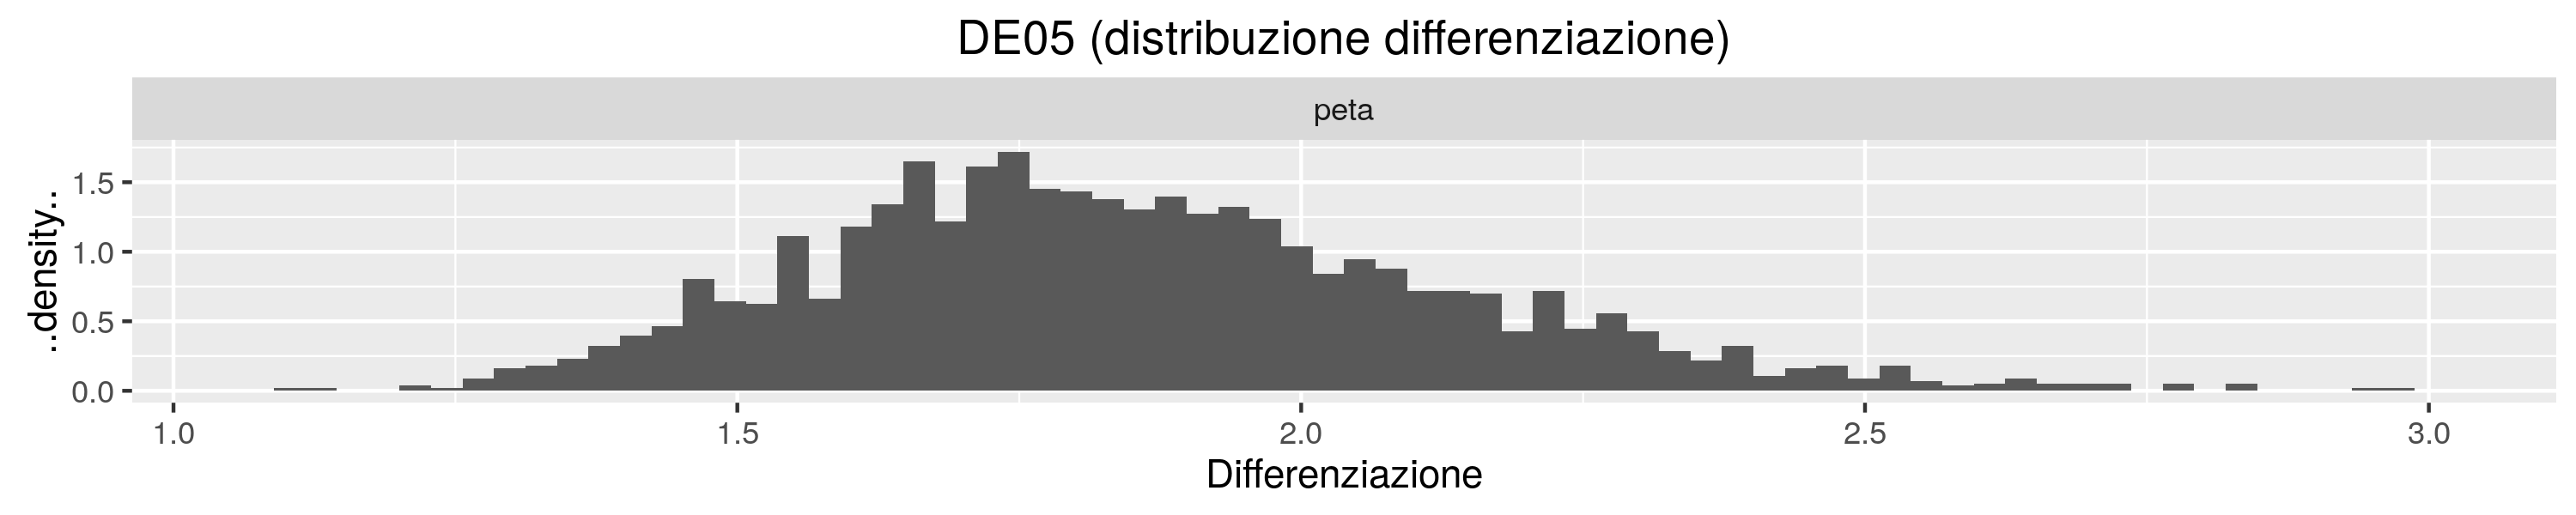 DE05 (distribuzione differenziazione)
peta
..density..
1.5
1.0
0.5
0.0
1.0 1.5 2.0 2.5 3.0
Differenziazione